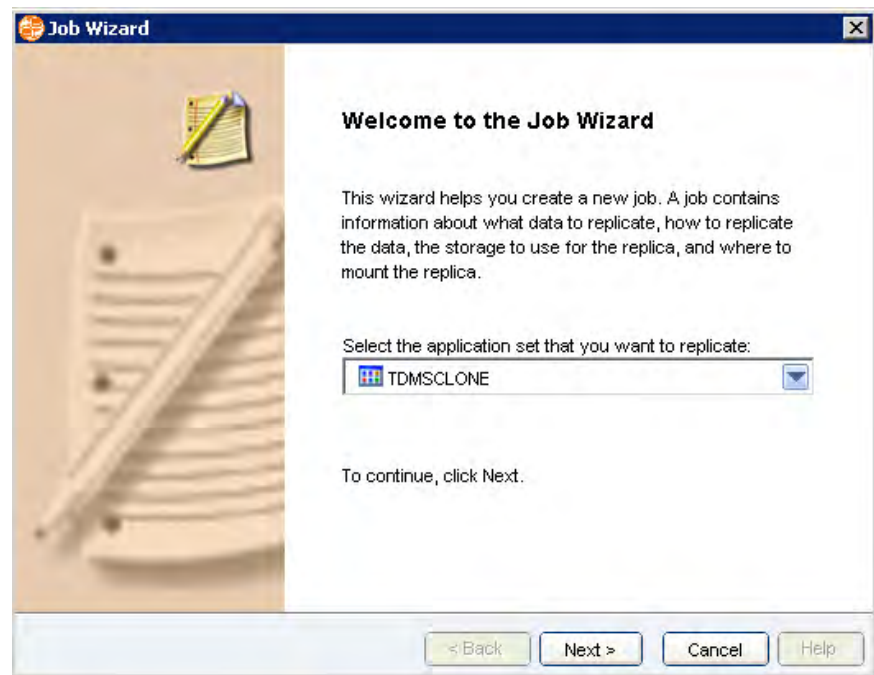 Job Wizard
Welcome to the Job Wizard
This wizard helps you create a new job. A job contains
information about what data to replicate, how to replicate
the data, the storage to use for the replica, and where to
mount the replica.
Select the application set that you want to replicate:
TDMSCLONE
To continue, click Next.
< Back Next > Cancel Help